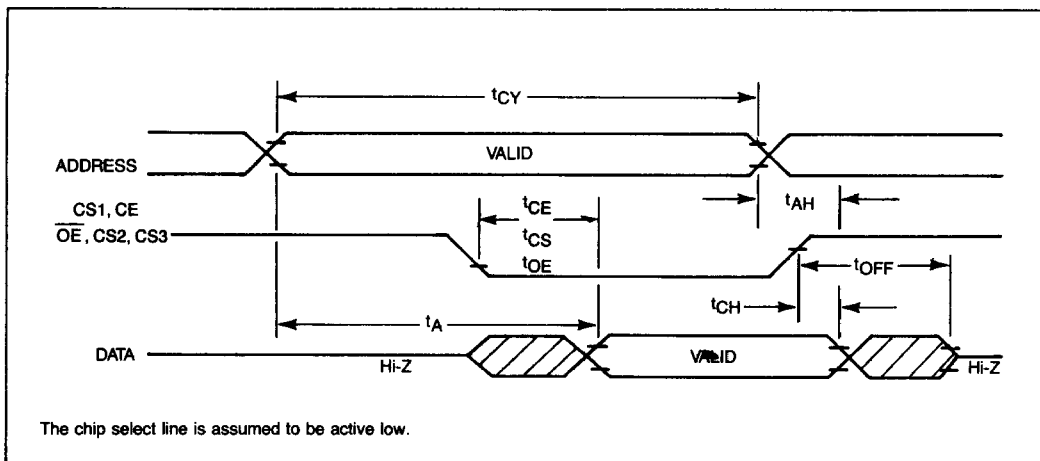 tCY
VALID
ADDRESS
tAH
CS1, CE
OE, CS2, CS3
tCE
tCS
tOE
tOFF
tCH
tA
DATA
Hi-Z
VALID
Hi-Z
The chip select line is assumed to be active low.